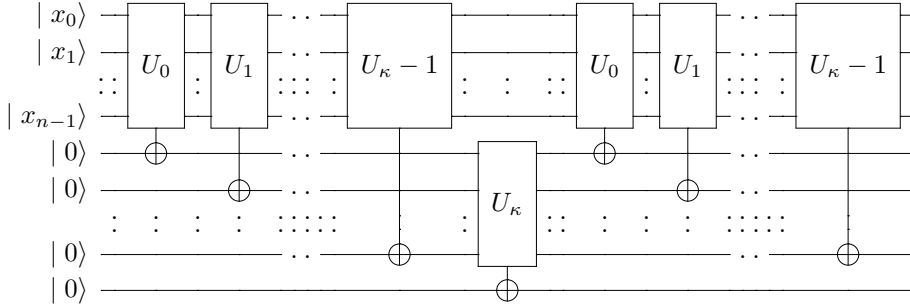 | x₀⟩ U₀ U₁ U_κ − 1 U₀ U₁ U_κ − 1
| x₁⟩
| xₙ₋₁⟩
| 0⟩
| 0⟩ U_κ
| 0⟩
| 0⟩